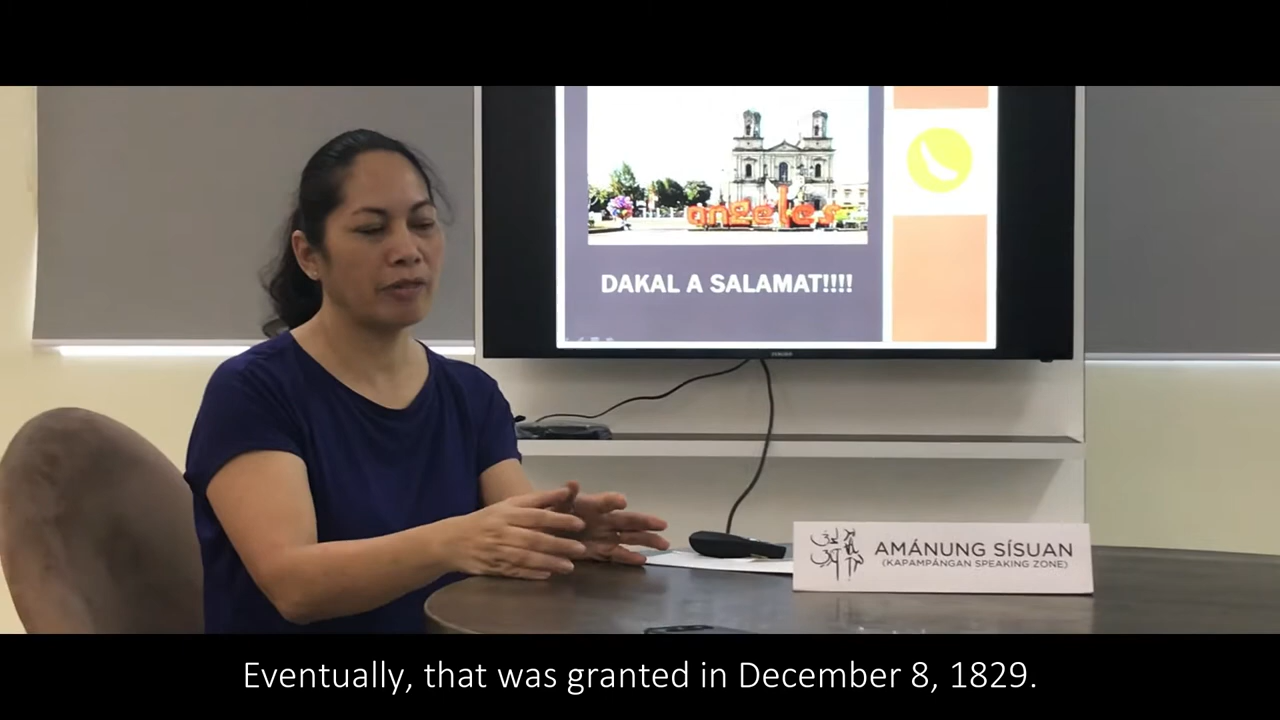 angeles
DAKAL A SALAMAT!!!!
AMÁNUNG SÍSUAN
(KAPAMPÁNGAN SPEAKING ZONE)
Eventually, that was granted in December 8, 1829.